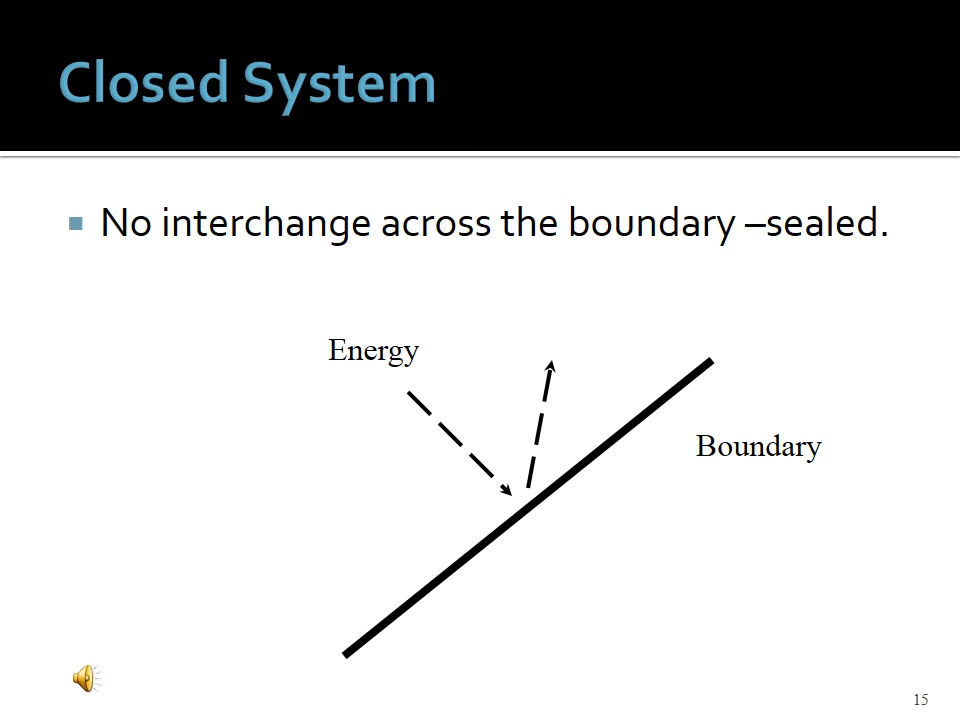 Closed System
No interchange across the boundary –sealed.
Energy
Boundary
15